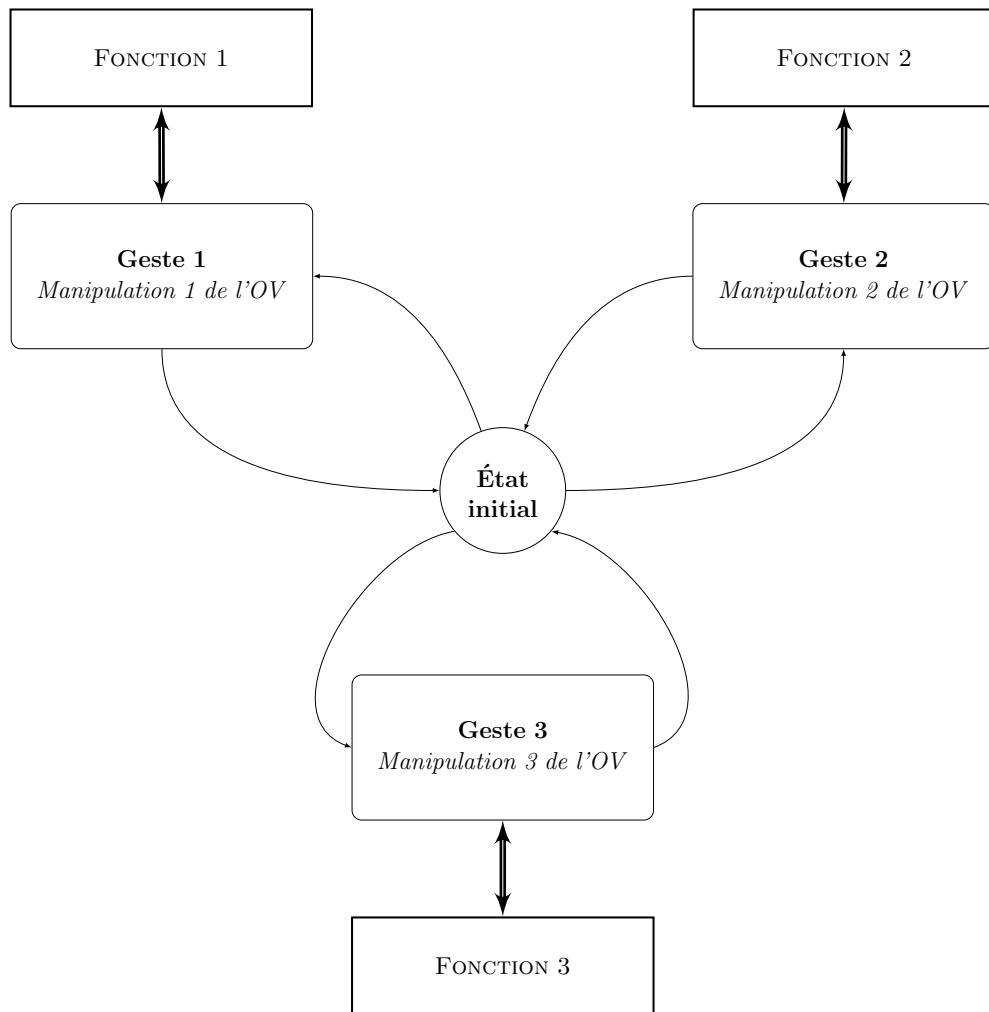 FONCTION 1
FONCTION 2
Geste 1
Manipulation 1 de l'OV
Geste 2
Manipulation 2 de l'OV
État
initial
Geste 3
Manipulation 3 de l'OV
FONCTION 3